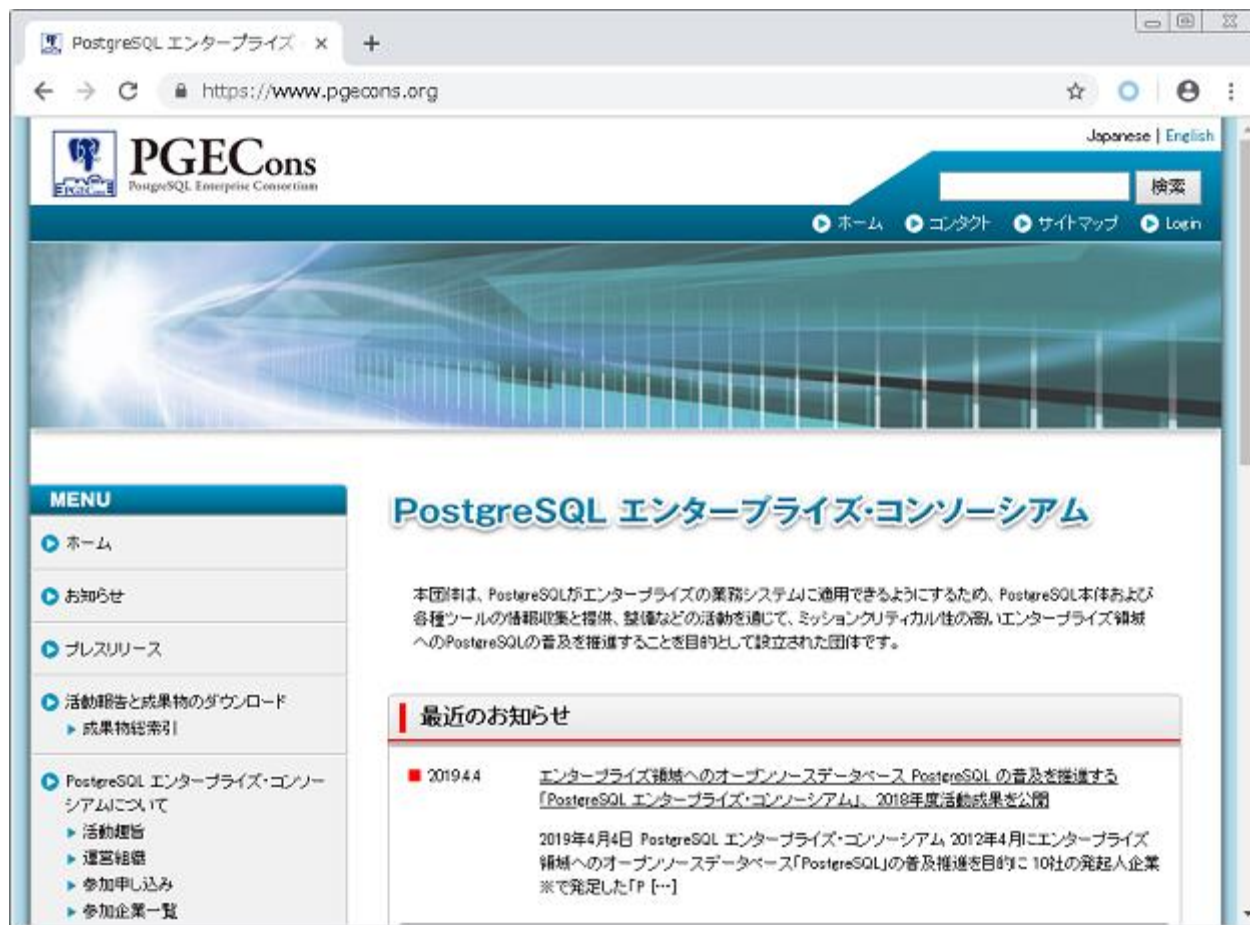 PostgreSQL エンタープライズ
https://www.pgecons.org
Japanese | English
PGECons
PostgreSQL Enterprise Consortium
検索
ホーム コンタクト サイトマップ Login
MENU
ホーム
お知らせ
プレスリリース
活動報告と成果物のダウンロード
成果物総索引
PostgreSQL エンタープライズ・コンソー
シアムについて
活動趣旨
運営組織
参加申し込み
参加企業一覧
PostgreSQL エンタープライズ・コンソーシアム
本団体は、PostgreSQLがエンタープライズの業務システムに適用できるようにするため、PostgreSQL本体および
各種ツールの情報収集と提供、整備などの活動を通じて、ミッションクリティカル性の高いエンタープライズ領域
へのPostgreSQLの普及を推進することを目的として設立された団体です。
最近のお知らせ
2019.4.4
エンタープライズ領域へのオープンソースデータベース PostgreSQL の普及を推進する
「PostgreSQL エンタープライズ・コンソーシアム」、2018年度活動成果を公開
2019年4月4日 PostgreSQL エンタープライズ・コンソーシアム 2012年4月にエンタープライズ
領域へのオープンソースデータベース「PostgreSQL」の普及推進を目的に 10社の発起人企業
※で発足した「P […]